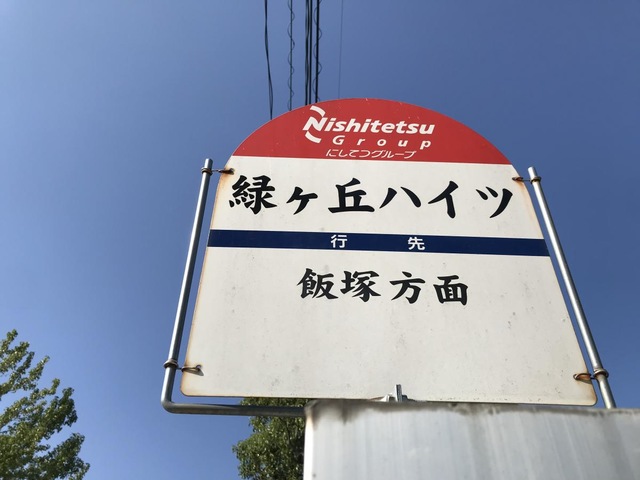 Nishitetsu
Group
にしてつグループ
緑ヶ丘ハイツ
行先
飯塚方面